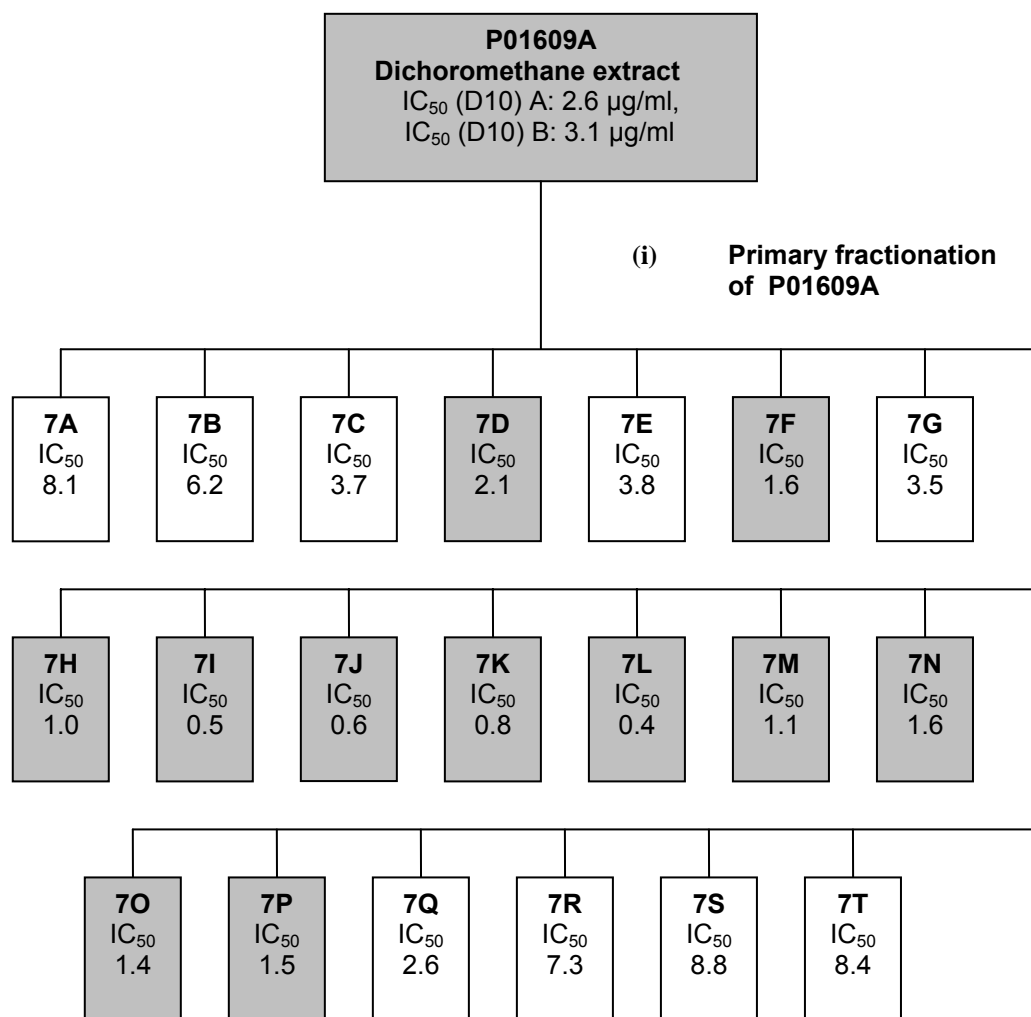 P01609A
Dichoromethane extract
IC50 (D10) A: 2.6 µg/ml,
IC50 (D10) B: 3.1 µg/ml
(i) Primary fractionation
of P01609A
7A
IC50
8.1
7B
IC50
6.2
7C
IC50
3.7
7D
IC50
2.1
7E
IC50
3.8
7F
IC50
1.6
7G
IC50
3.5
7H
IC50
1.0
7I
IC50
0.5
7J
IC50
0.6
7K
IC50
0.8
7L
IC50
0.4
7M
IC50
1.1
7N
IC50
1.6
7O
IC50
1.4
7P
IC50
1.5
7Q
IC50
2.6
7R
IC50
7.3
7S
IC50
8.8
7T
IC50
8.4